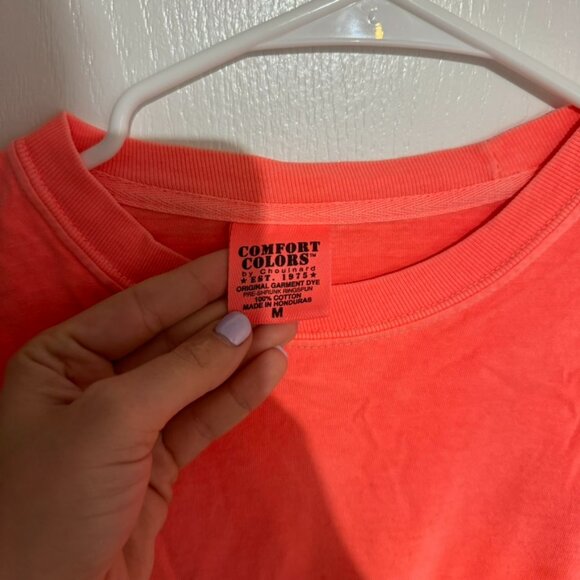 COMFORT
COLORS™
by Chouinard
★ EST. 1975 ★
ORIGINAL GARMENT DYE
PRE-SHRUNK RINGSPUN
100% COTTON
MADE IN HONDURAS
M